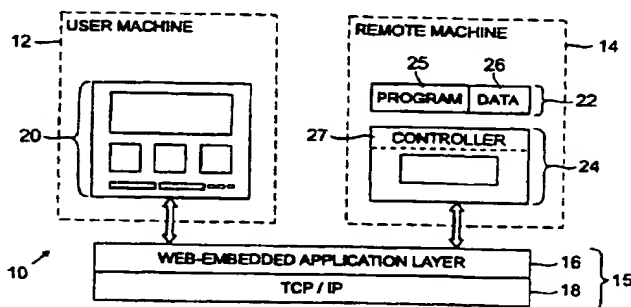 12
USER MACHINE
20
REMOTE MACHINE
14
25
26
PROGRAM
DATA
22
27
CONTROLLER
24
10
WEB-EMBEDDED APPLICATION LAYER
16
TCP / IP
18
15